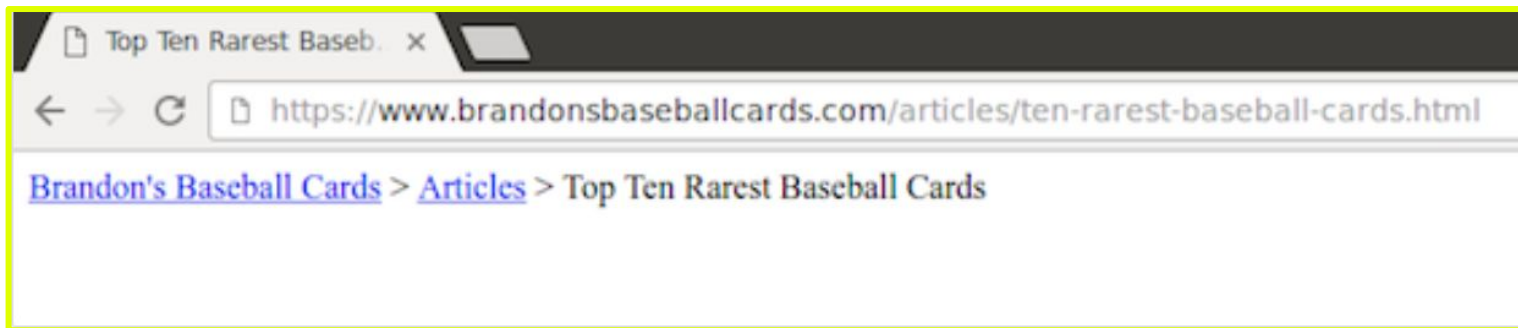 Top Ten Rarest Baseb.
https://www.brandonsbaseballcards.com/articles/ten-rarest-baseball-cards.html
Brandon's Baseball Cards > Articles > Top Ten Rarest Baseball Cards